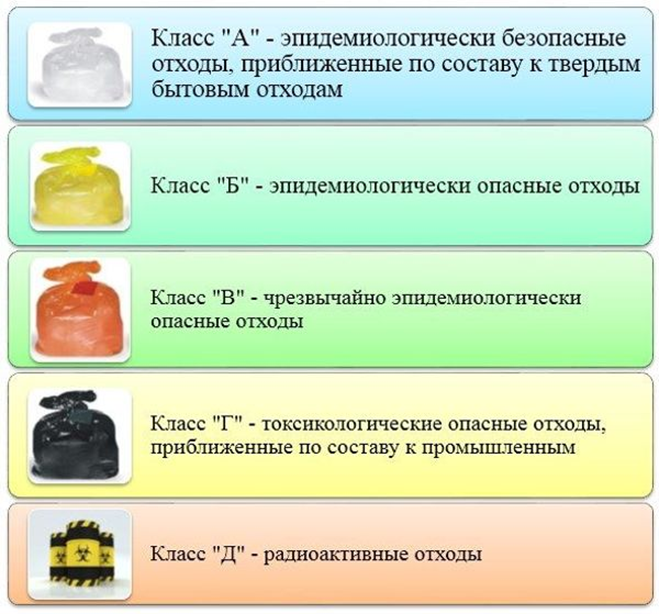 Класс "А" - эпидемиологически безопасные
отходы, приближенные по составу к твердым
бытовым отходам
Класс "Б" - эпидемиологически опасные отходы
Класс "В" - чрезвычайно эпидемиологически
опасные отходы
Класс "Г" - токсикологические опасные отходы,
приближенные по составу к промышленным
Класс "Д" - радиоактивные отходы